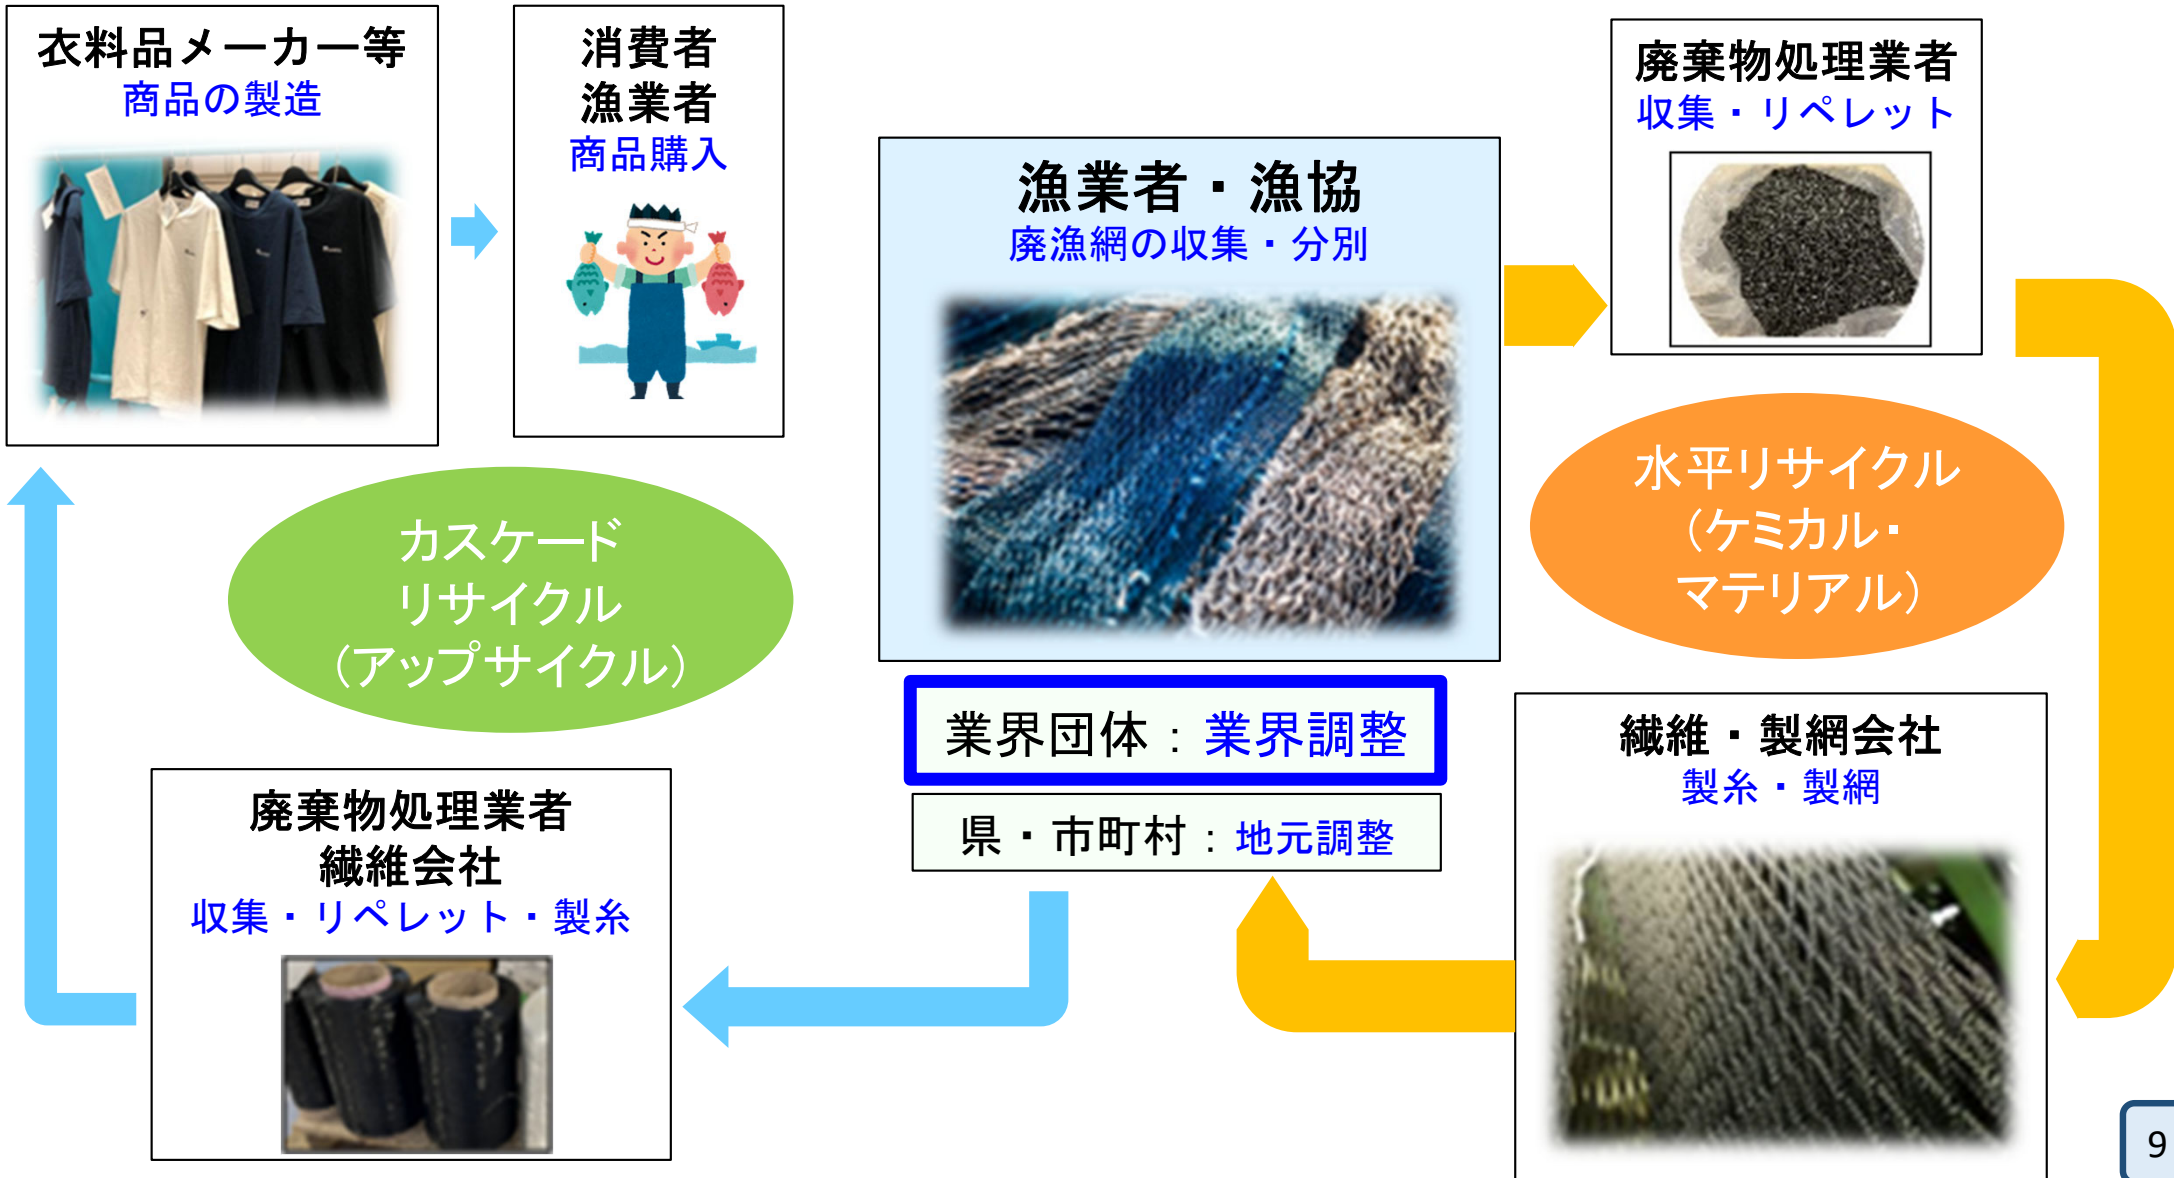 衣料品メーカー等
商品の製造
消費者
漁業者
商品購入
漁業者・漁協
廃漁網の収集・分別
廃棄物処理業者
収集・リペレット
カスケード
リサイクル
（アップサイクル）
水平リサイクル
（ケミカル・
マテリアル）
業界団体：業界調整
県・市町村：地元調整
廃棄物処理業者
繊維会社
収集・リペレット・製糸
繊維・製網会社
製糸・製網
9